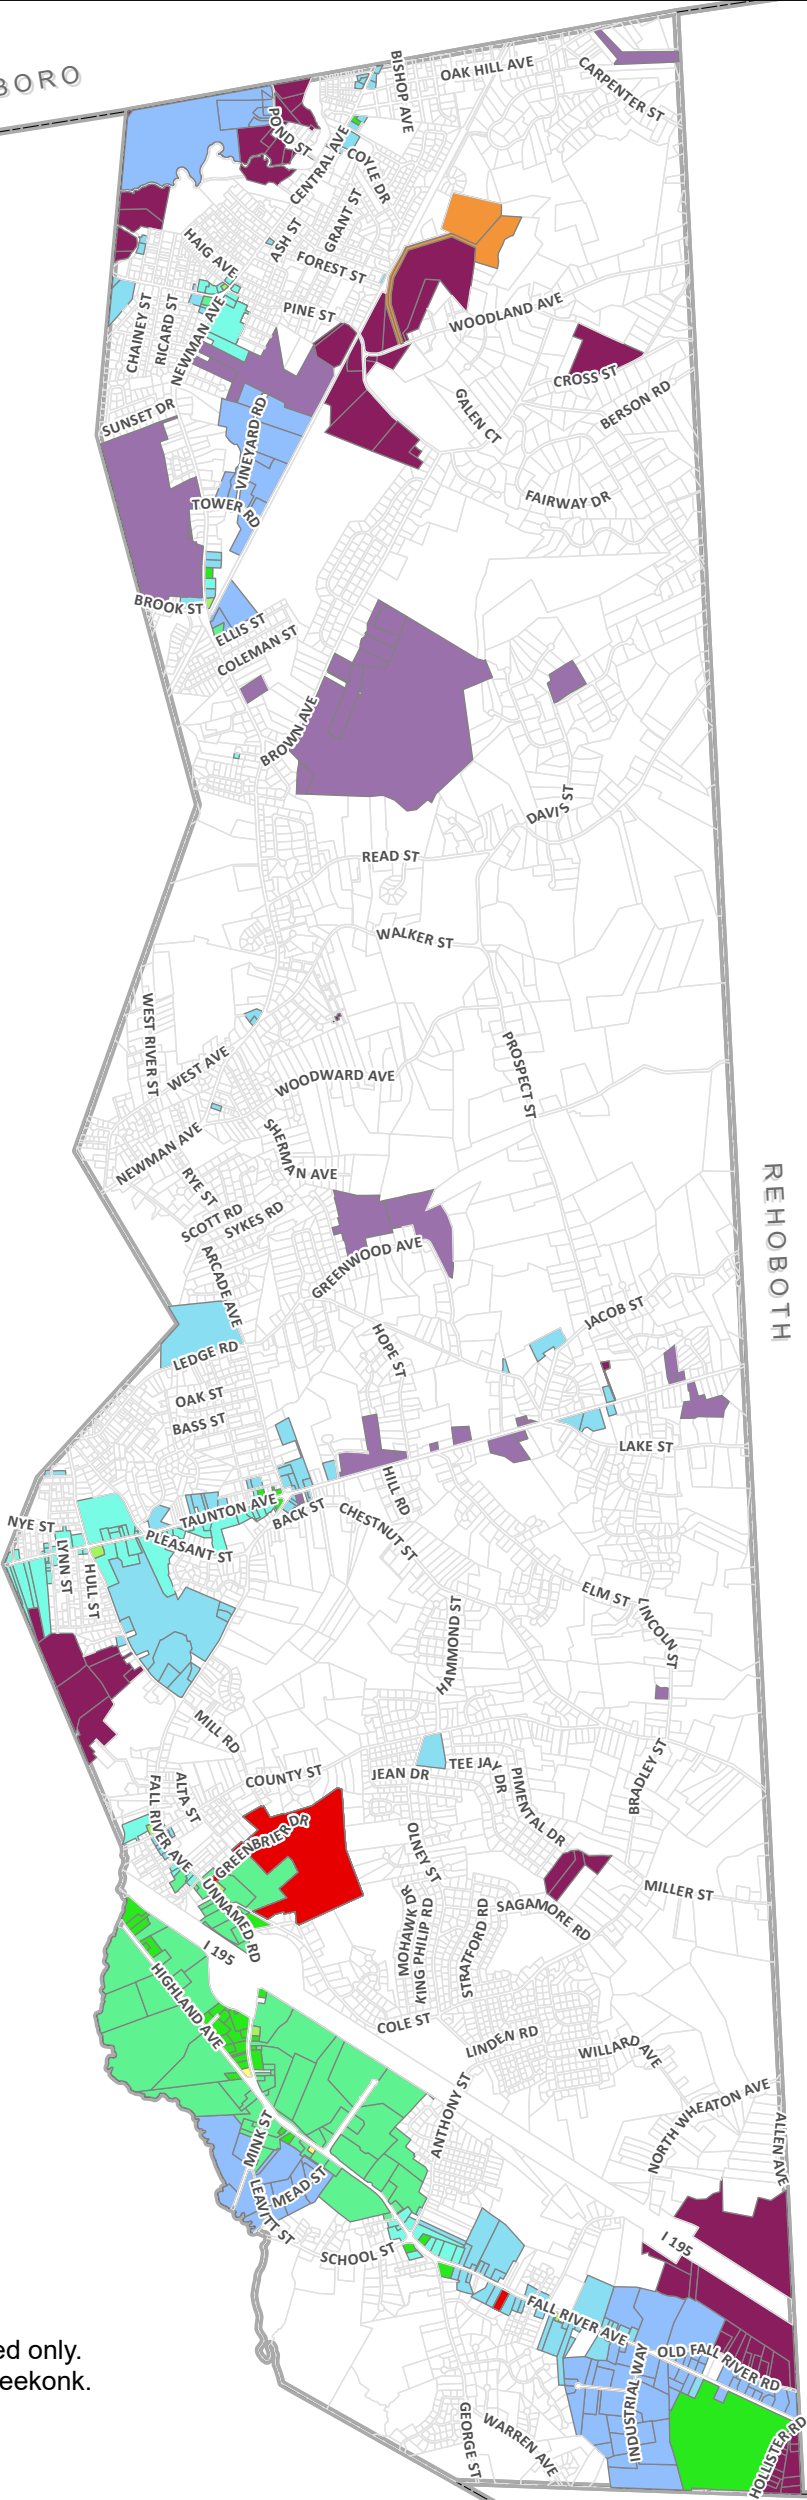 BORO
BISHOP AVE
OAK HILL AVE
CARPENTER ST
POND ST
CENTRAL AVE
COYLE DR
GRANT ST
ASH ST
HAIG AVE
FOREST ST
PINE ST
WOODLAND AVE
CHAINEY ST
RICARD ST
NEWMAN AVE
CROSS ST
BERSON RD
GALEN CT
SUNSET DR
VINEYARD RD
TOWER RD
FAIRWAY DR
BROOK ST
ELLIS ST
COLEMAN ST
BROWN AVE
DAVIS ST
READ ST
WALKER ST
WEST RIVER ST
WEST AVE
WOODWARD AVE
PROSPECT ST
NEWMAN AVE
SHERMAN AVE
RYE ST
SCOTT RD
SYKES RD
REHOBOTH
ARCADE AVE
GREENWOOD AVE
JACOB ST
LEDGE RD
HOPE ST
OAK ST
BASS ST
LAKE ST
HILL RD
TAUNTON AVE
BACK ST
NYE ST
PLEASANT ST
CHESTNUT ST
LYNN ST
HULL ST
ELM ST
LINCOLN ST
HAMMOND ST
MILL RD
COUNTY ST
JEAN DR
TEE JAY DR
BRADLEY ST
FALL RIVER AVE
ALTA ST
PIMENTAL DR
GREENBRIER DR
OLNEY ST
UNNAMED RD
MILLER ST
SAGAMORE RD
MOHAWK DR
KING PHILIP RD
STRATFORD RD
I 195
HIGHLAND AVE
COLE ST
LINDEN RD
WILLARD AVE
ANTHONY ST
NORTH WHEATON AVE
ALLEN AVE
MINK ST
MEAD ST
LEAVITT ST
SCHOOL ST
I 195
FALL RIVER AVE
OLD FALL RIVER RD
INDUSTRIAL WAY
ed only.
eekonk.
GEORGE ST
WARREN AVE
HOLLISTER RD